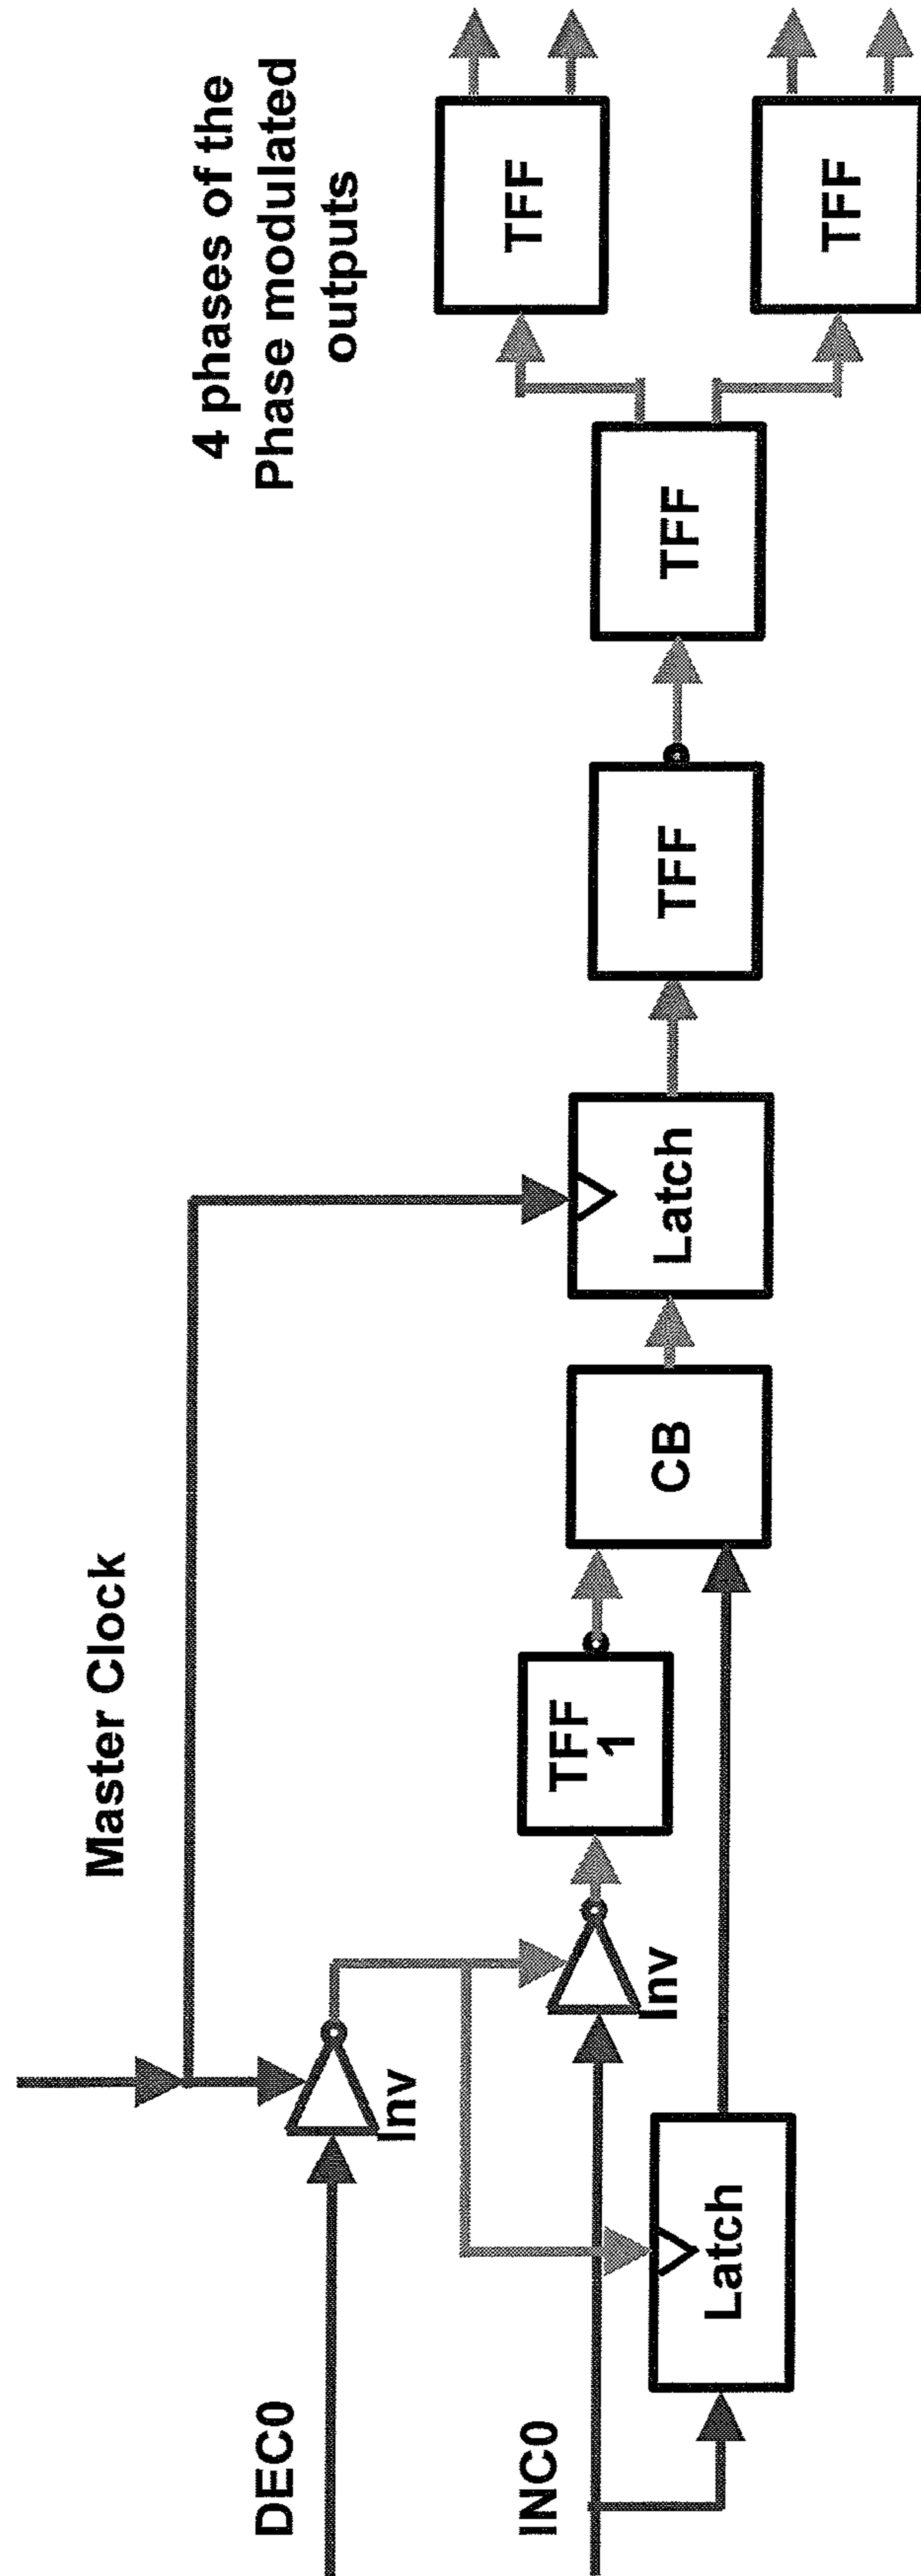 4 phases of the
Phase modulated
outputs
TFF
TFF
TFF
TFF
Latch
Master Clock
CB
TFF
1
Inv
Inv
Latch
DEC0
INC0